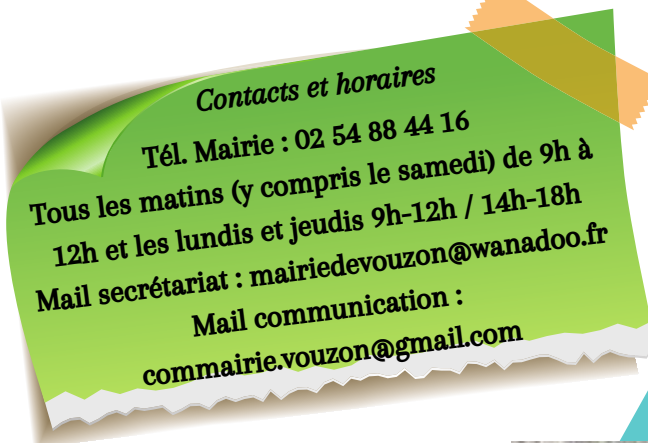 Contacts et horaires
Tél. Mairie : 02 54 88 44 16
Tous les matins (y compris le samedi) de 9h à
12h et les lundis et jeudis 9h-12h / 14h-18h
Mail secrétariat : mairiedevouzon@wanadoo.fr
Mail communication :
commairie.vouzon@gmail.com